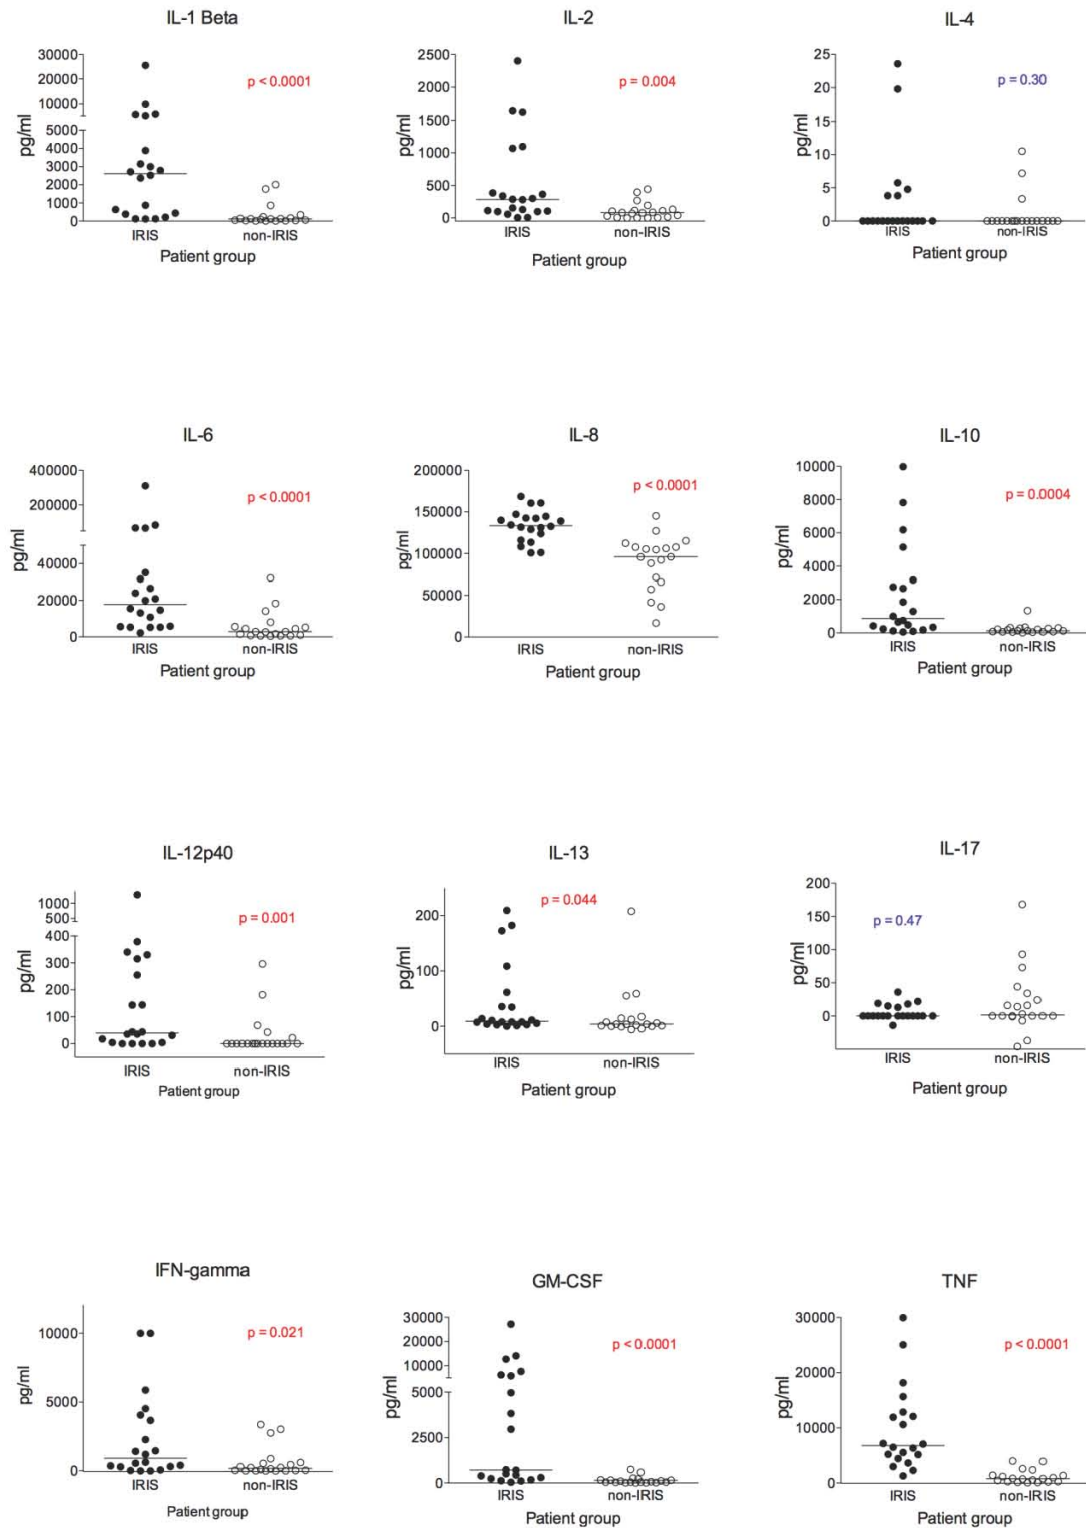 IL-1 Beta
30000
20000
10000
5000
4000
3000
2000
1000
0
pg/ml
p < 0.0001
IRIS
non-IRIS
Patient group
IL-2
2500
2000
1500
1000
500
0
pg/ml
p = 0.004
IRIS
non-IRIS
Patient group
IL-4
25
20
15
10
5
0
pg/ml
p = 0.30
IRIS
non-IRIS
Patient group
IL-6
400000
200000
40000
20000
0
pg/ml
p < 0.0001
IRIS
non-IRIS
Patient group
IL-8
200000
150000
100000
50000
0
pg/ml
p < 0.0001
IRIS
non-IRIS
Patient group
IL-10
10000
8000
6000
4000
2000
0
pg/ml
p = 0.0004
IRIS
non-IRIS
Patient group
IL-12p40
1000
500
400
300
200
100
0
pg/ml
p = 0.001
IRIS
non-IRIS
Patient group
IL-13
200
100
0
pg/ml
p = 0.044
IRIS
non-IRIS
Patient group
IL-17
200
150
100
50
0
pg/ml
p = 0.47
IRIS
non-IRIS
Patient group
IFN-gamma
10000
5000
0
pg/ml
p = 0.021
IRIS
non-IRIS
Patient group
GM-CSF
30000
20000
10000
5000
2500
0
pg/ml
p < 0.0001
IRIS
non-IRIS
Patient group
TNF
30000
20000
10000
0
pg/ml
p < 0.0001
IRIS
non-IRIS
Patient group